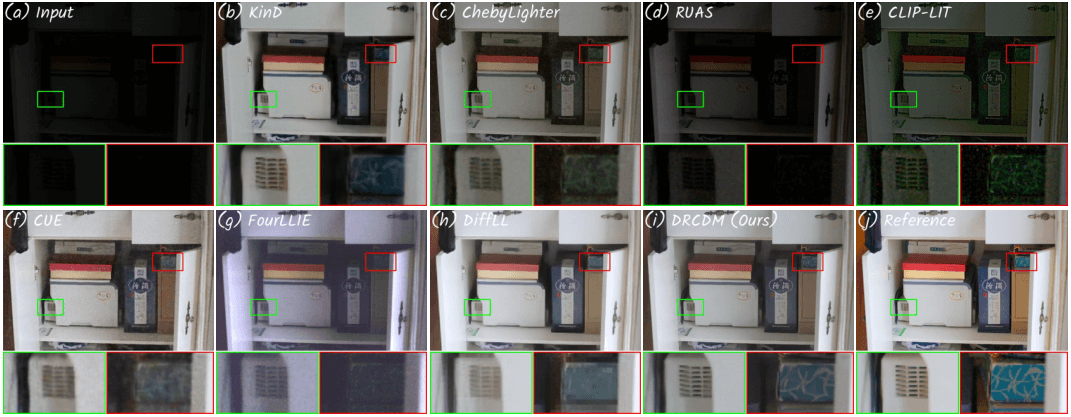 (a) Input
(b) KinD
(c) ChebyLighter
(d) RUAS
(e) CLIP-LIT
(f) CUE
(g) FourLLIE
(h) DiffLL
(i) DRCDM (Ours)
(j) Reference